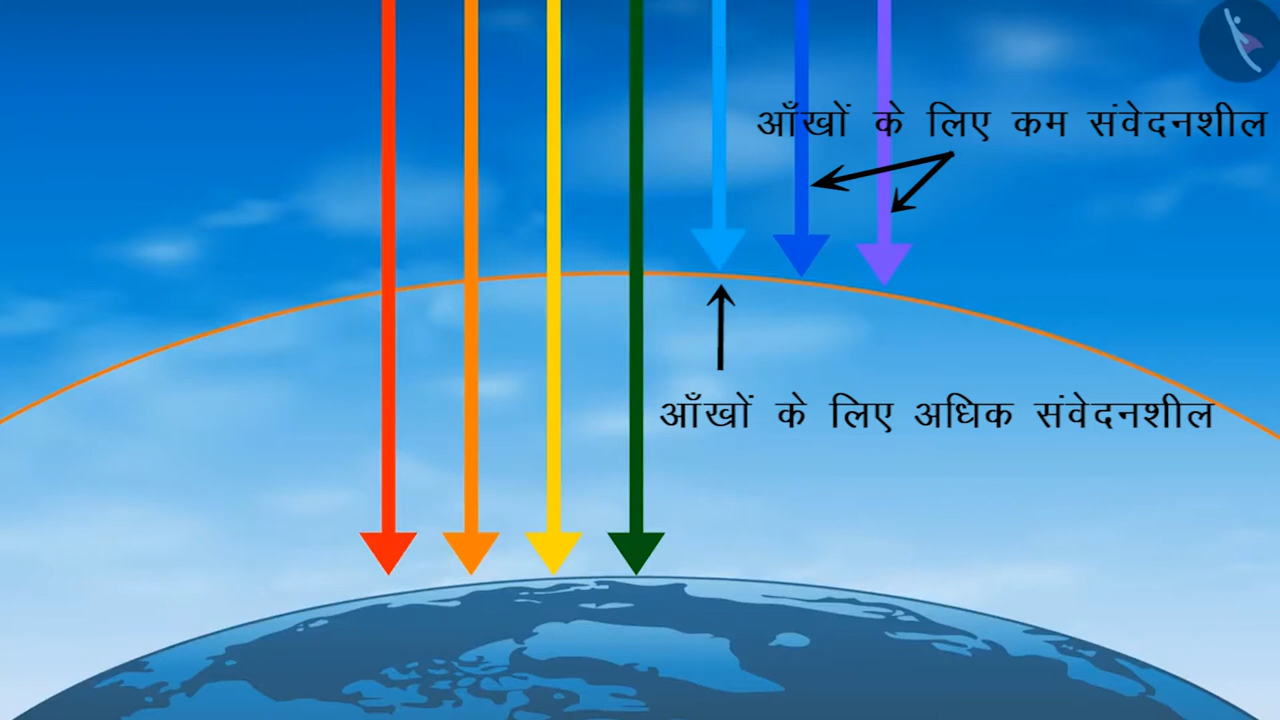 आँखों के लिए कम संवेदनशील
आँखों के लिए अधिक संवेदनशील